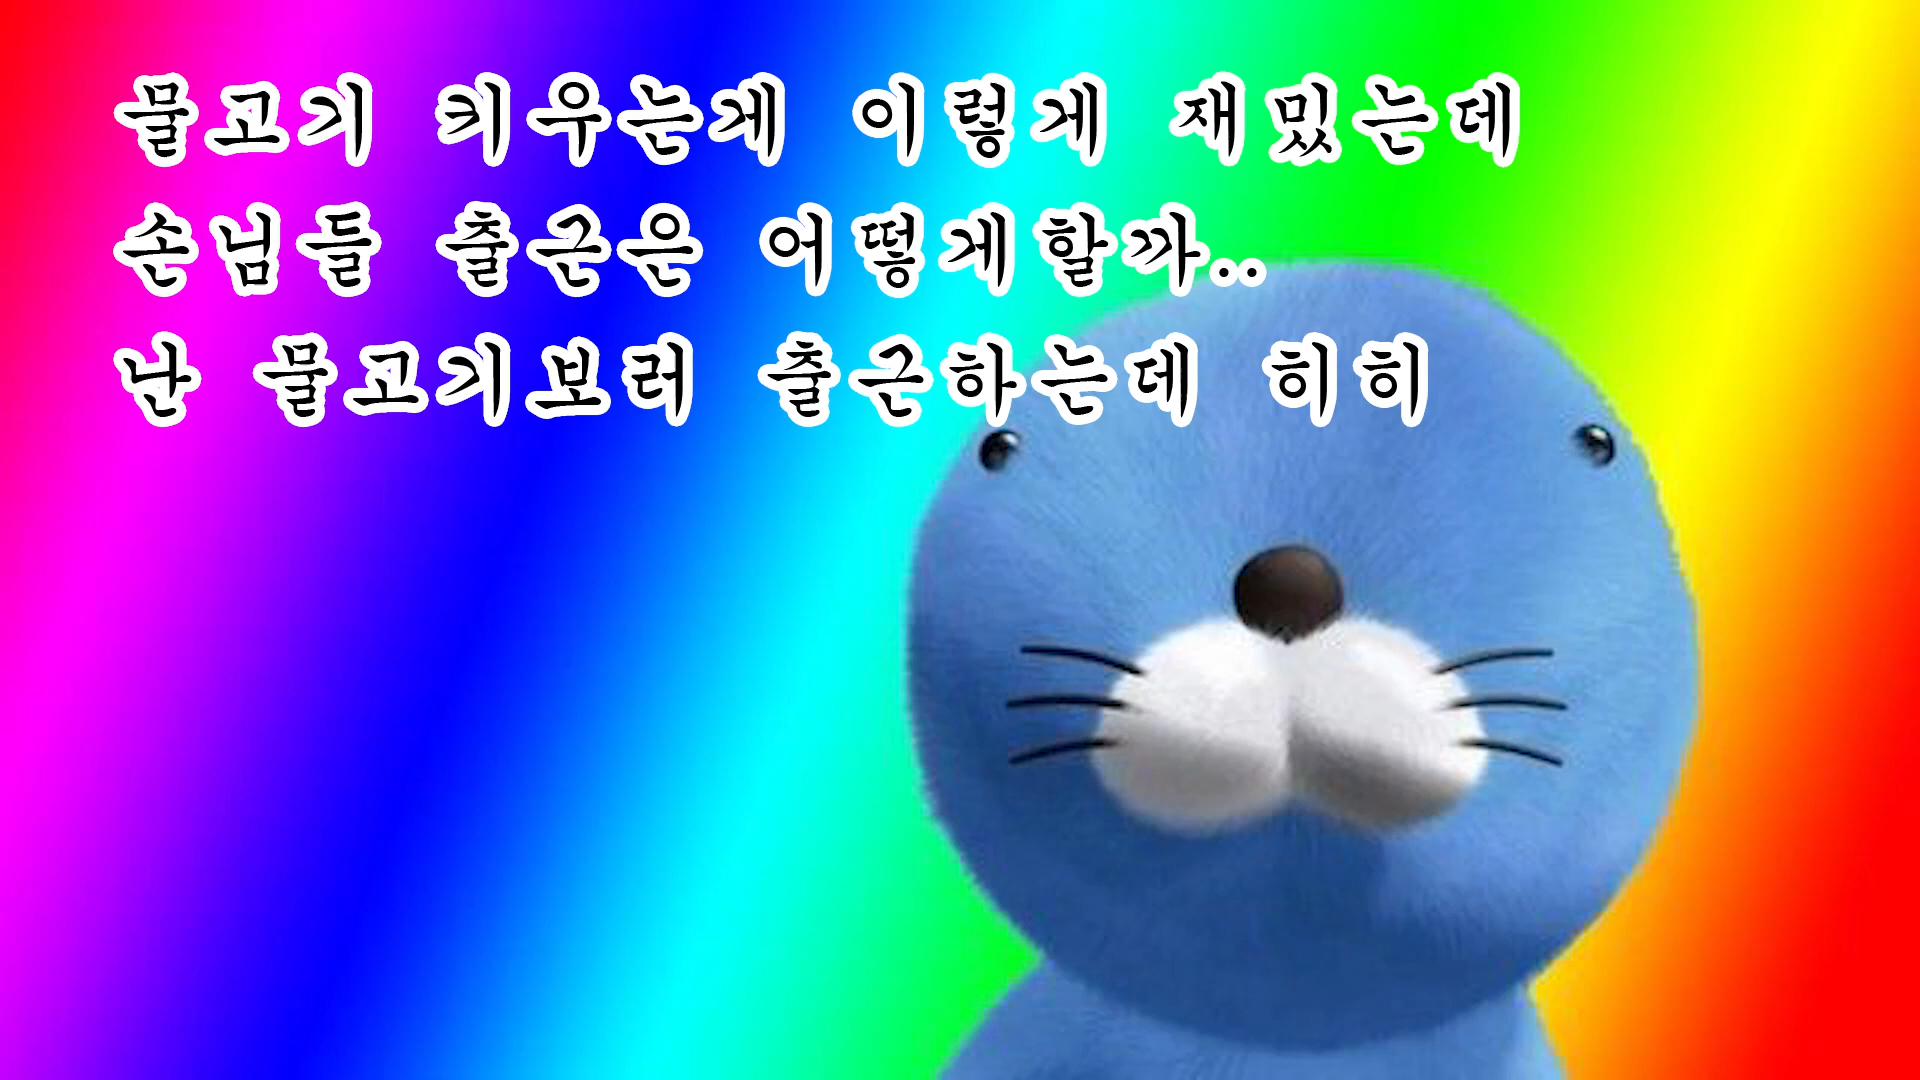 물고기 키우는게 이렇게 재밌는데
손님들 출근은 어떻게할까..
난 물고기보러 출근하는데 히히